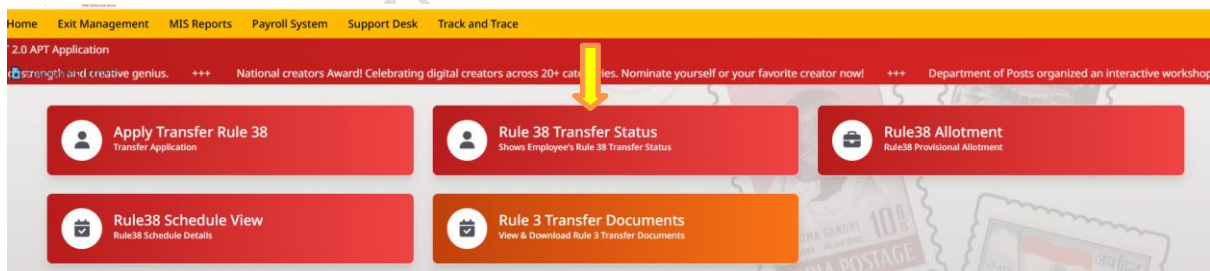 Home Exit Management MIS Reports Payroll System Support Desk Track and Trace
2.0 APT Application
strength and creative genius. +++ National creators Award! Celebrating digital creators across 20+ categories. Nominate yourself or your favorite creator now! +++ Department of Posts organized an interactive workshop
Apply Transfer Rule 38
Transfer Application
Rule 38 Transfer Status
Shows Employee's Rule 38 Transfer Status
Rule38 Allotment
Rule38 Provisional Allotment
Rule38 Schedule View
Rule38 Schedule Details
Rule 3 Transfer Documents
View & Download Rule 3 Transfer Documents